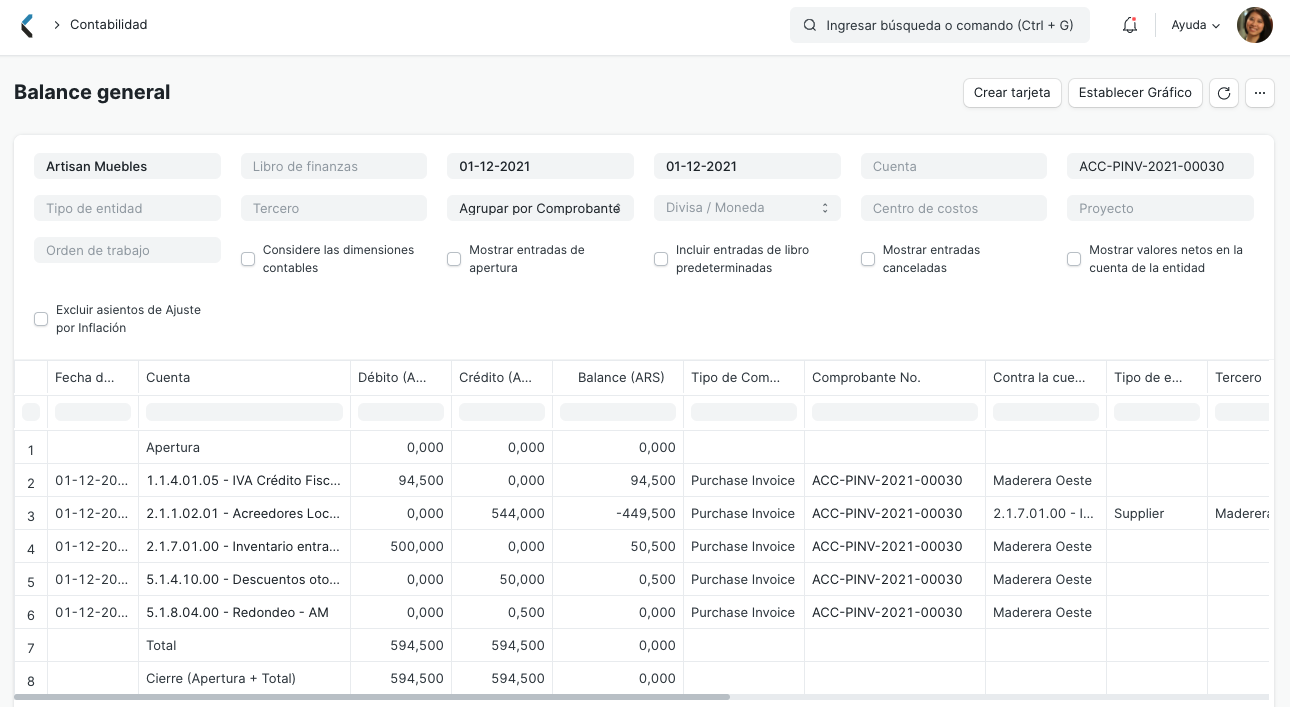 Contabilidad
Ingresar búsqueda o comando (Ctrl + G)
Ayuda
Balance general
Crear tarjeta
Establecer Gráfico
Artisan Muebles
Libro de finanzas
01-12-2021
01-12-2021
Cuenta
ACC-PINV-2021-00030
Tipo de entidad
Tercero
Agrupar por Comprobante
Divisa / Moneda
Centro de costos
Proyecto
Orden de trabajo
Considere las dimensiones
contables
Mostrar entradas de
apertura
Incluir entradas de libro
predeterminadas
Mostrar entradas
canceladas
Mostrar valores netos en la
cuenta de la entidad
Excluir asientos de Ajuste
por Inflación
Fecha d... Cuenta Débito (A... Crédito (A... Balance (ARS) Tipo de Com... Comprobante No. Contra la cue... Tipo de e... Tercero
1 Apertura 0,000 0,000 0,000
2 01-12-20... 1.1.4.01.05 - IVA Crédito Fisc... 94,500 0,000 94,500 Purchase Invoice ACC-PINV-2021-00030 Maderera Oeste
3 01-12-20... 2.1.1.02.01 - Acreedores Loc... 0,000 544,000 -449,500 Purchase Invoice ACC-PINV-2021-00030 2.1.7.01.00 - I... Supplier Maderera
4 01-12-20... 2.1.7.01.00 - Inventario entra... 500,000 0,000 50,500 Purchase Invoice ACC-PINV-2021-00030 Maderera Oeste
5 01-12-20... 5.1.4.10.00 - Descuentos oto... 0,000 50,000 0,500 Purchase Invoice ACC-PINV-2021-00030 Maderera Oeste
6 01-12-20... 5.1.8.04.00 - Redondeo - AM 0,000 0,500 0,000 Purchase Invoice ACC-PINV-2021-00030 Maderera Oeste
7 Total 594,500 594,500 0,000
8 Cierre (Apertura + Total) 594,500 594,500 0,000